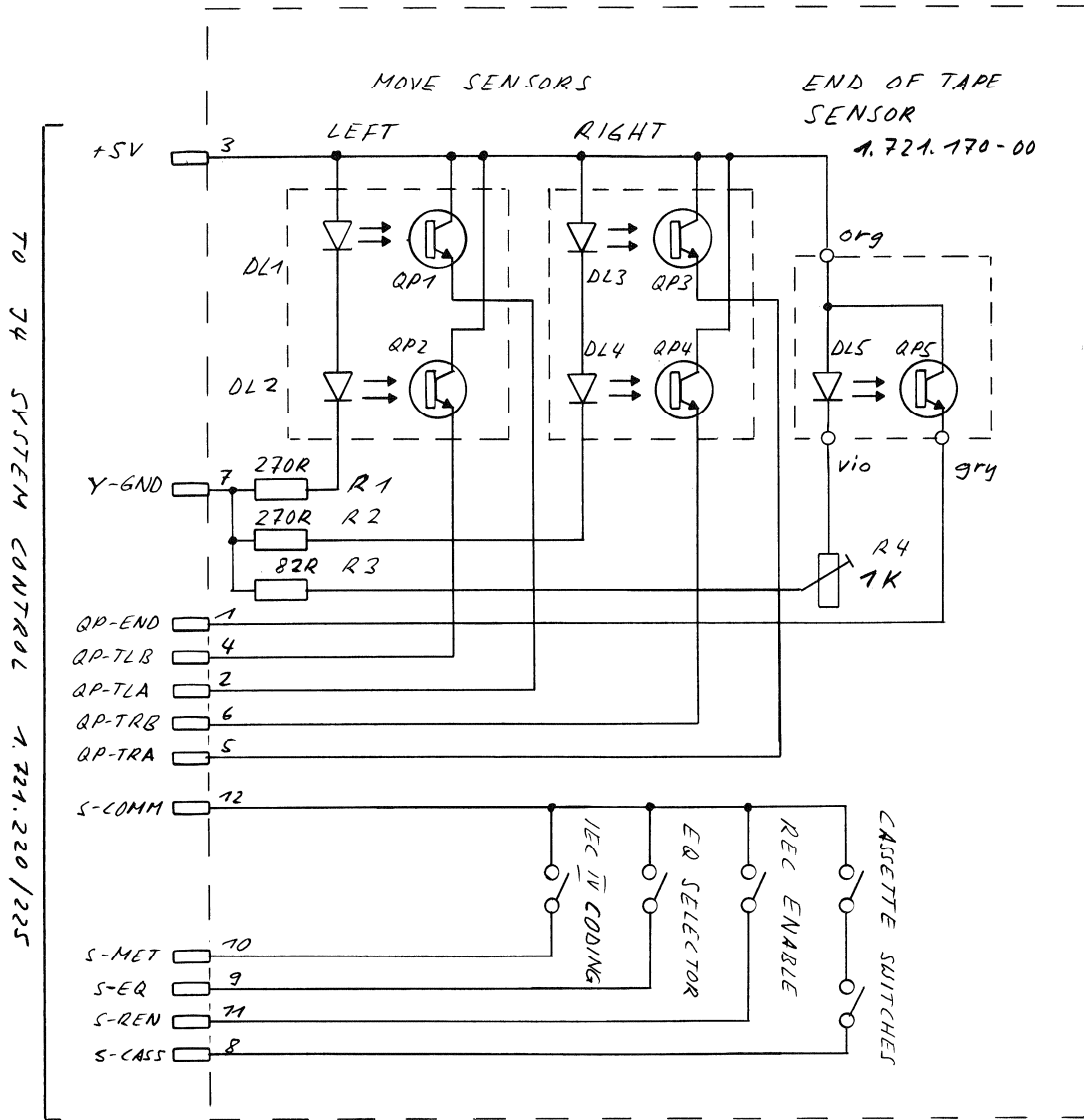 MOVE SENSORS
END OF TAPE
SENSOR
1.721.170-00
LEFT
RIGHT
+5V
3
org
DL1
QP1
DL3
QP3
DL2
QP2
DL4
QP4
DL5
QP5
vio
gry
Y-GND
7
270R
R1
270R
R2
82R
R3
R4
1K
QP-END
1
QP-TLB
4
QP-TLA
2
QP-TRB
6
QP-TRA
5
S-COMM
12
IEC IV CODING
EQ SELECTOR
REC ENABLE
CASSETTE SWITCHES
S-MET
10
S-EQ
9
S-REN
11
S-CASS
8
TO J4 SYSTEM CONTROL 1.721.220/225